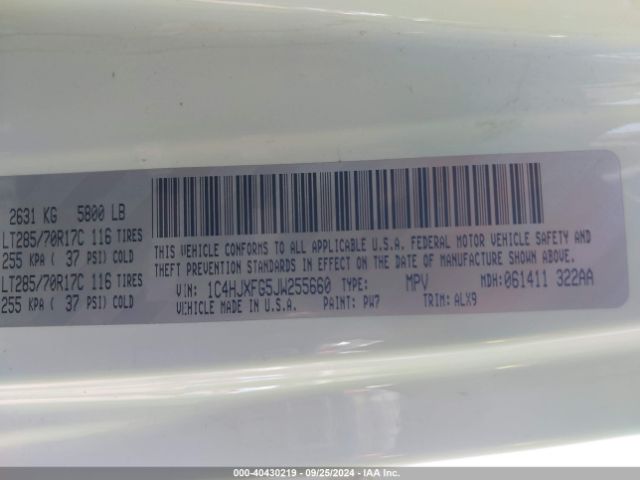 2631 KG 5800 LB
LT285/70R17C 116 TIRES
255 KPA ( 37 PSI) COLD
LT285/70R17C 116 TIRES
255 KPA ( 37 PSI) COLD
THIS VEHICLE CONFORMS TO ALL APPLICABLE U.S.A. FEDERAL MOTOR VEHICLE SAFETY AND
THEFT PREVENTION STANDARDS IN EFFECT ON THE DATE OF MANUFACTURE SHOWN ABOVE.
VIN: 1C4HJXFG5JW255660 TYPE: MPV MDH: 061411 322AA
VEHICLE MADE IN U.S.A. PAINT: PW7 TRIM: ALX9
000-40430219 - 09/25/2024 - IAA Inc.